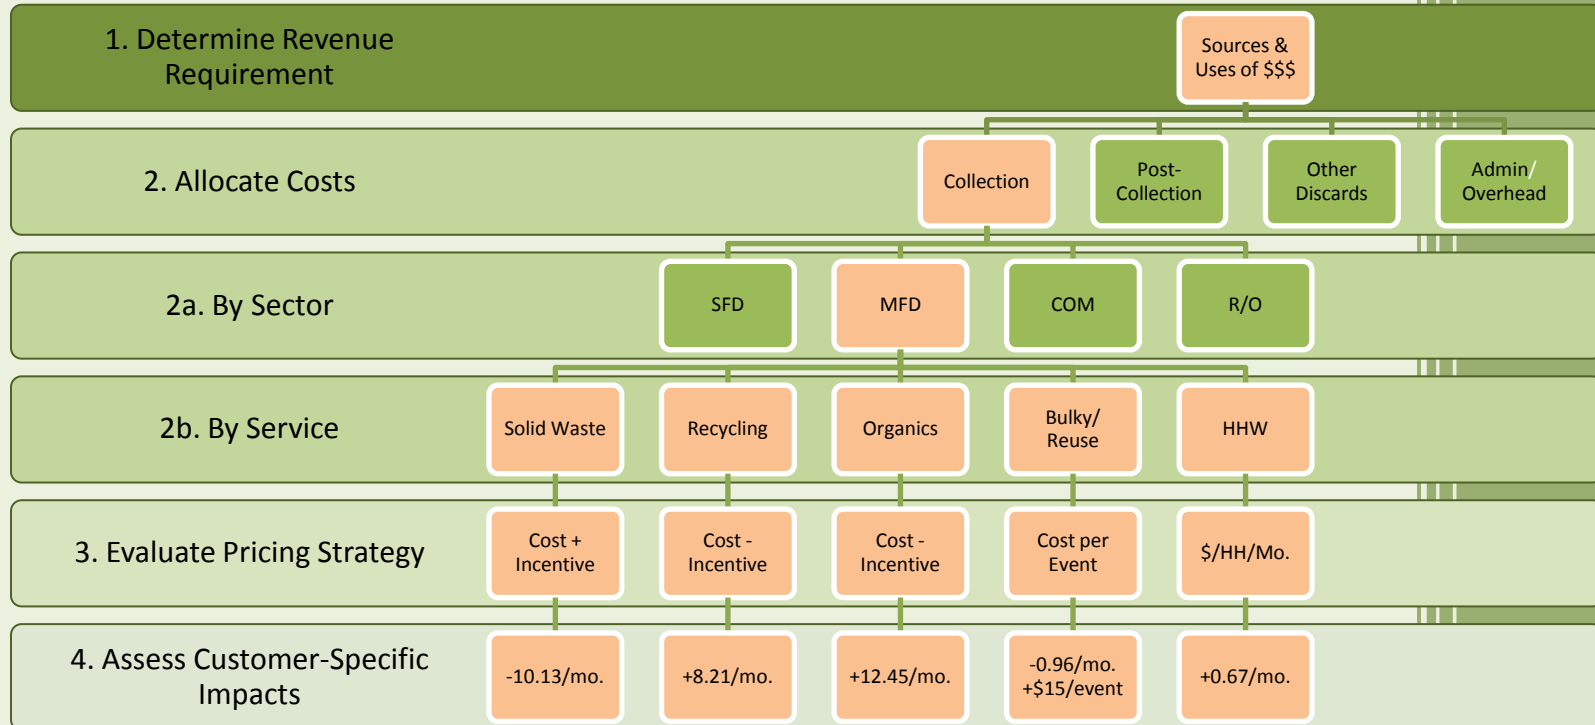 1. Determine Revenue
Requirement
Sources &
Uses of $$$
2. Allocate Costs
Collection
Post-
Collection
Other
Discards
Admin/
Overhead
2a. By Sector
SFD
MFD
COM
R/O
2b. By Service
Solid Waste
Recycling
Organics
Bulky/
Reuse
HHW
3. Evaluate Pricing Strategy
Cost +
Incentive
Cost -
Incentive
Cost -
Incentive
Cost per
Event
$/HH/Mo.
4. Assess Customer-Specific
Impacts
-10.13/mo.
+8.21/mo.
+12.45/mo.
-0.96/mo.
+$15/event
+0.67/mo.